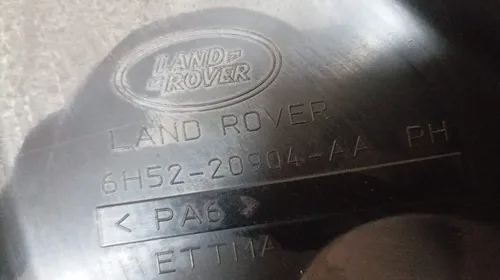 LAND
ROVER
LAND ROVER
6H52-20904-AA PH
< PA6 >
ETTMA